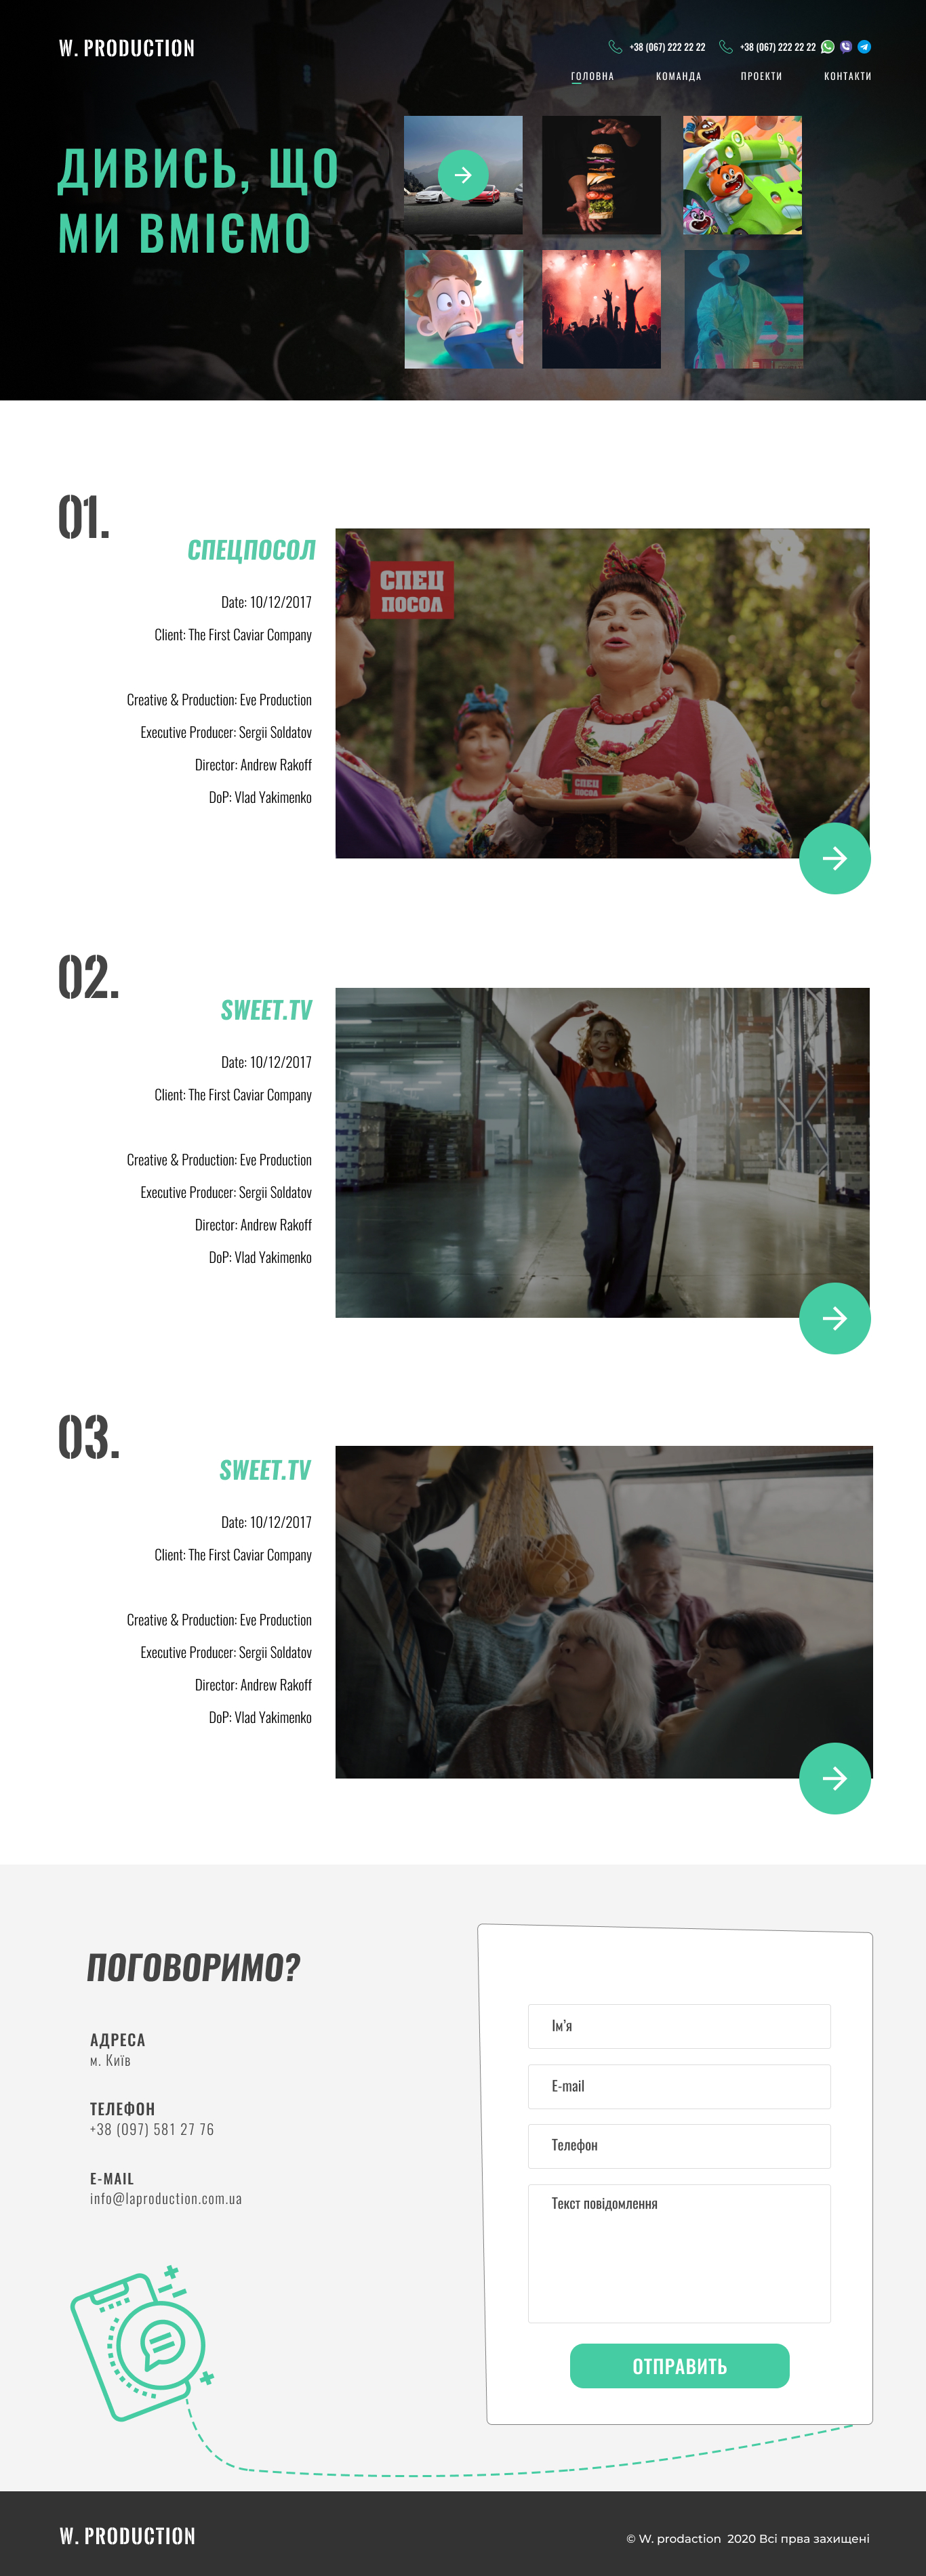 W. PRODUCTION
+38 (067) 222 22 22
+38 (067) 222 22 22
ГОЛОВНА
КОМАНДА
ПРОЕКТИ
КОНТАКТИ
ДИВИСЬ, ЩО
МИ ВМІЄМО
01.
СПЕЦПОСОЛ
Date: 10/12/2017
Client: The First Caviar Company
Creative & Production: Eve Production
Executive Producer: Sergii Soldatov
Director: Andrew Rakoff
DoP: Vlad Yakimenko
СПЕЦ
ПОСОЛ
СПЕЦ
ПОСОЛ
02.
SWEET.TV
Date: 10/12/2017
Client: The First Caviar Company
Creative & Production: Eve Production
Executive Producer: Sergii Soldatov
Director: Andrew Rakoff
DoP: Vlad Yakimenko
03.
SWEET.TV
Date: 10/12/2017
Client: The First Caviar Company
Creative & Production: Eve Production
Executive Producer: Sergii Soldatov
Director: Andrew Rakoff
DoP: Vlad Yakimenko
ПОГОВОРИМО?
АДРЕСА
м. Київ
ТЕЛЕФОН
+38 (097) 581 27 76
E-MAIL
info@laproduction.com.ua
Ім'я
E-mail
Телефон
Текст повідомлення
ОТПРАВИТЬ
W. PRODUCTION
© W. prodaction 2020 Всі прва захищені